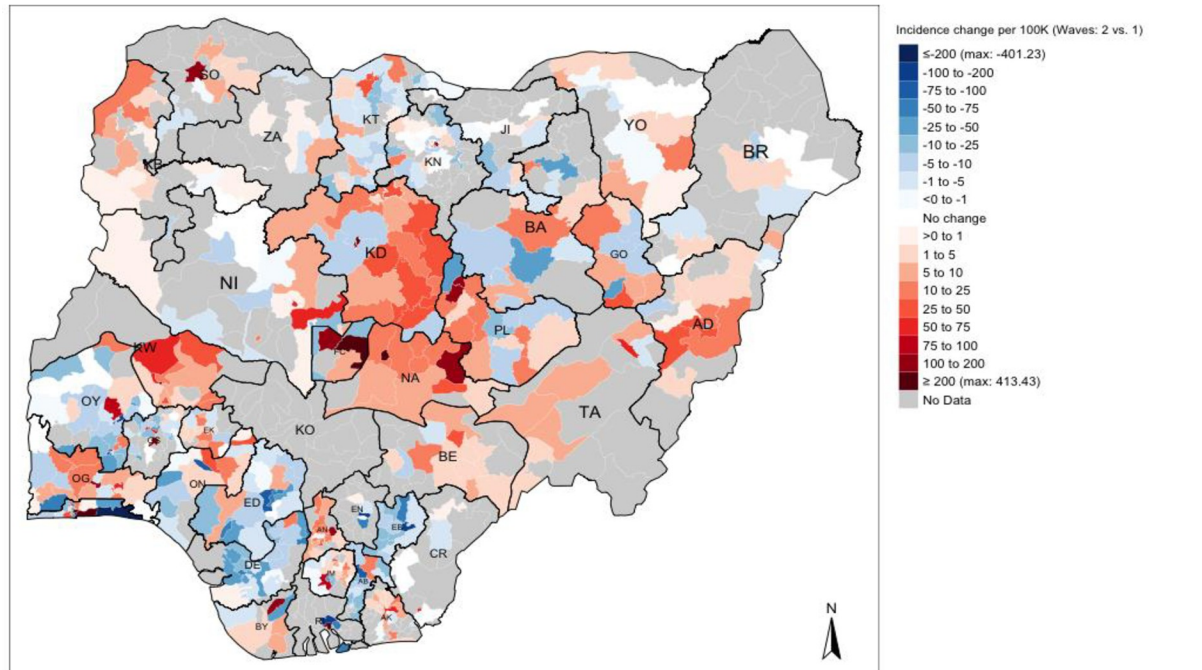 Incidence change per 100K (Waves: 2 vs. 1)
≤-200 (max: -401.23)
-100 to -200
-75 to -100
-50 to -75
-25 to -50
-10 to -25
-5 to -10
-1 to -5
<0 to -1
No change
>0 to 1
1 to 5
5 to 10
10 to 25
25 to 50
50 to 75
75 to 100
100 to 200
≥ 200 (max: 413.43)
No Data
SO
KT
ZA
JI
YO
BR
KN
KB
BA
KD
GO
NI
AD
PL
KW
FC
NA
OY
TA
KO
EK
OS
BE
OG
ON
ED
EN
AN
EB
CR
DE
IM
AB
AK
BY
N